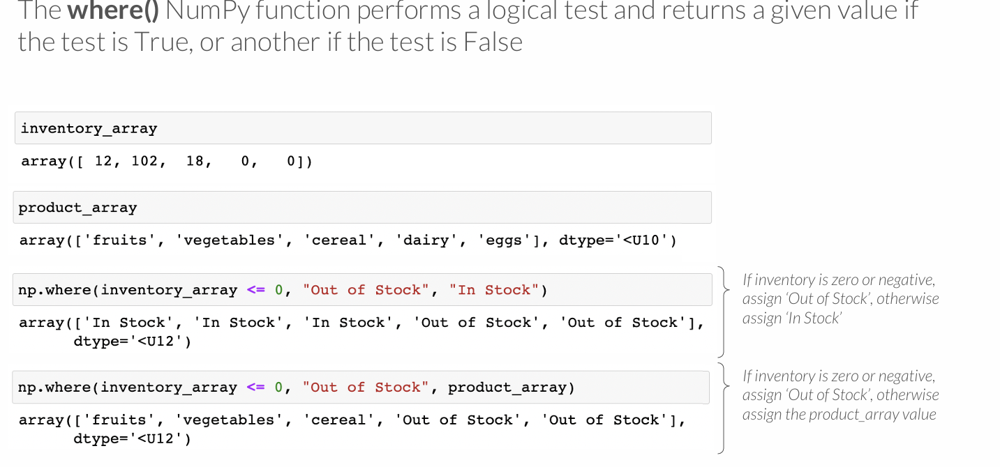 The where() NumPy function performs a logical test and returns a given value if
the test is True, or another if the test is False
inventory_array
array([ 12, 102,  18,   0,   0])
product_array
array(['fruits', 'vegetables', 'cereal', 'dairy', 'eggs'], dtype='<U10')
np.where(inventory_array <= 0, "Out of Stock", "In Stock")
array(['In Stock', 'In Stock', 'In Stock', 'Out of Stock', 'Out of Stock'],
      dtype='<U12')
If inventory is zero or negative,
assign ‘Out of Stock’, otherwise
assign ‘In Stock’
np.where(inventory_array <= 0, "Out of Stock", product_array)
array(['fruits', 'vegetables', 'cereal', 'Out of Stock', 'Out of Stock'],
      dtype='<U12')
If inventory is zero or negative,
assign ‘Out of Stock’, otherwise
assign the product_array value